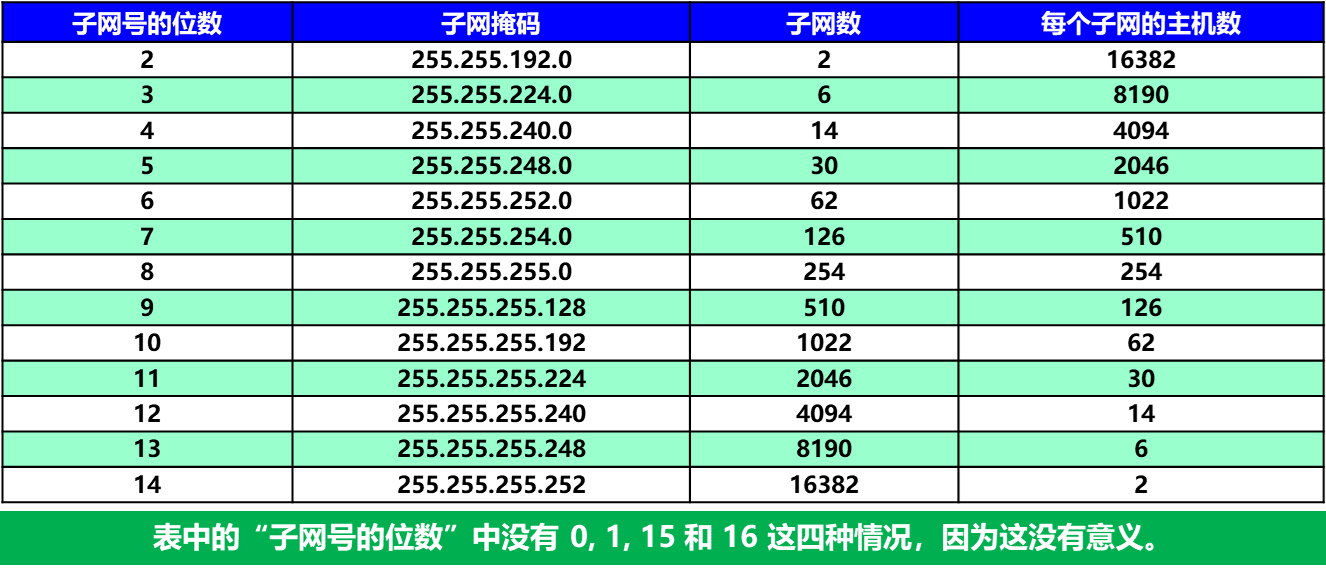 子网号的位数 子网掩码 子网数 每个子网的主机数
2 255.255.192.0 2 16382
3 255.255.224.0 6 8190
4 255.255.240.0 14 4094
5 255.255.248.0 30 2046
6 255.255.252.0 62 1022
7 255.255.254.0 126 510
8 255.255.255.0 254 254
9 255.255.255.128 510 126
10 255.255.255.192 1022 62
11 255.255.255.224 2046 30
12 255.255.255.240 4094 14
13 255.255.255.248 8190 6
14 255.255.255.252 16382 2
表中的“子网号的位数”中没有 0, 1, 15 和 16 这四种情况，因为这没有意义。